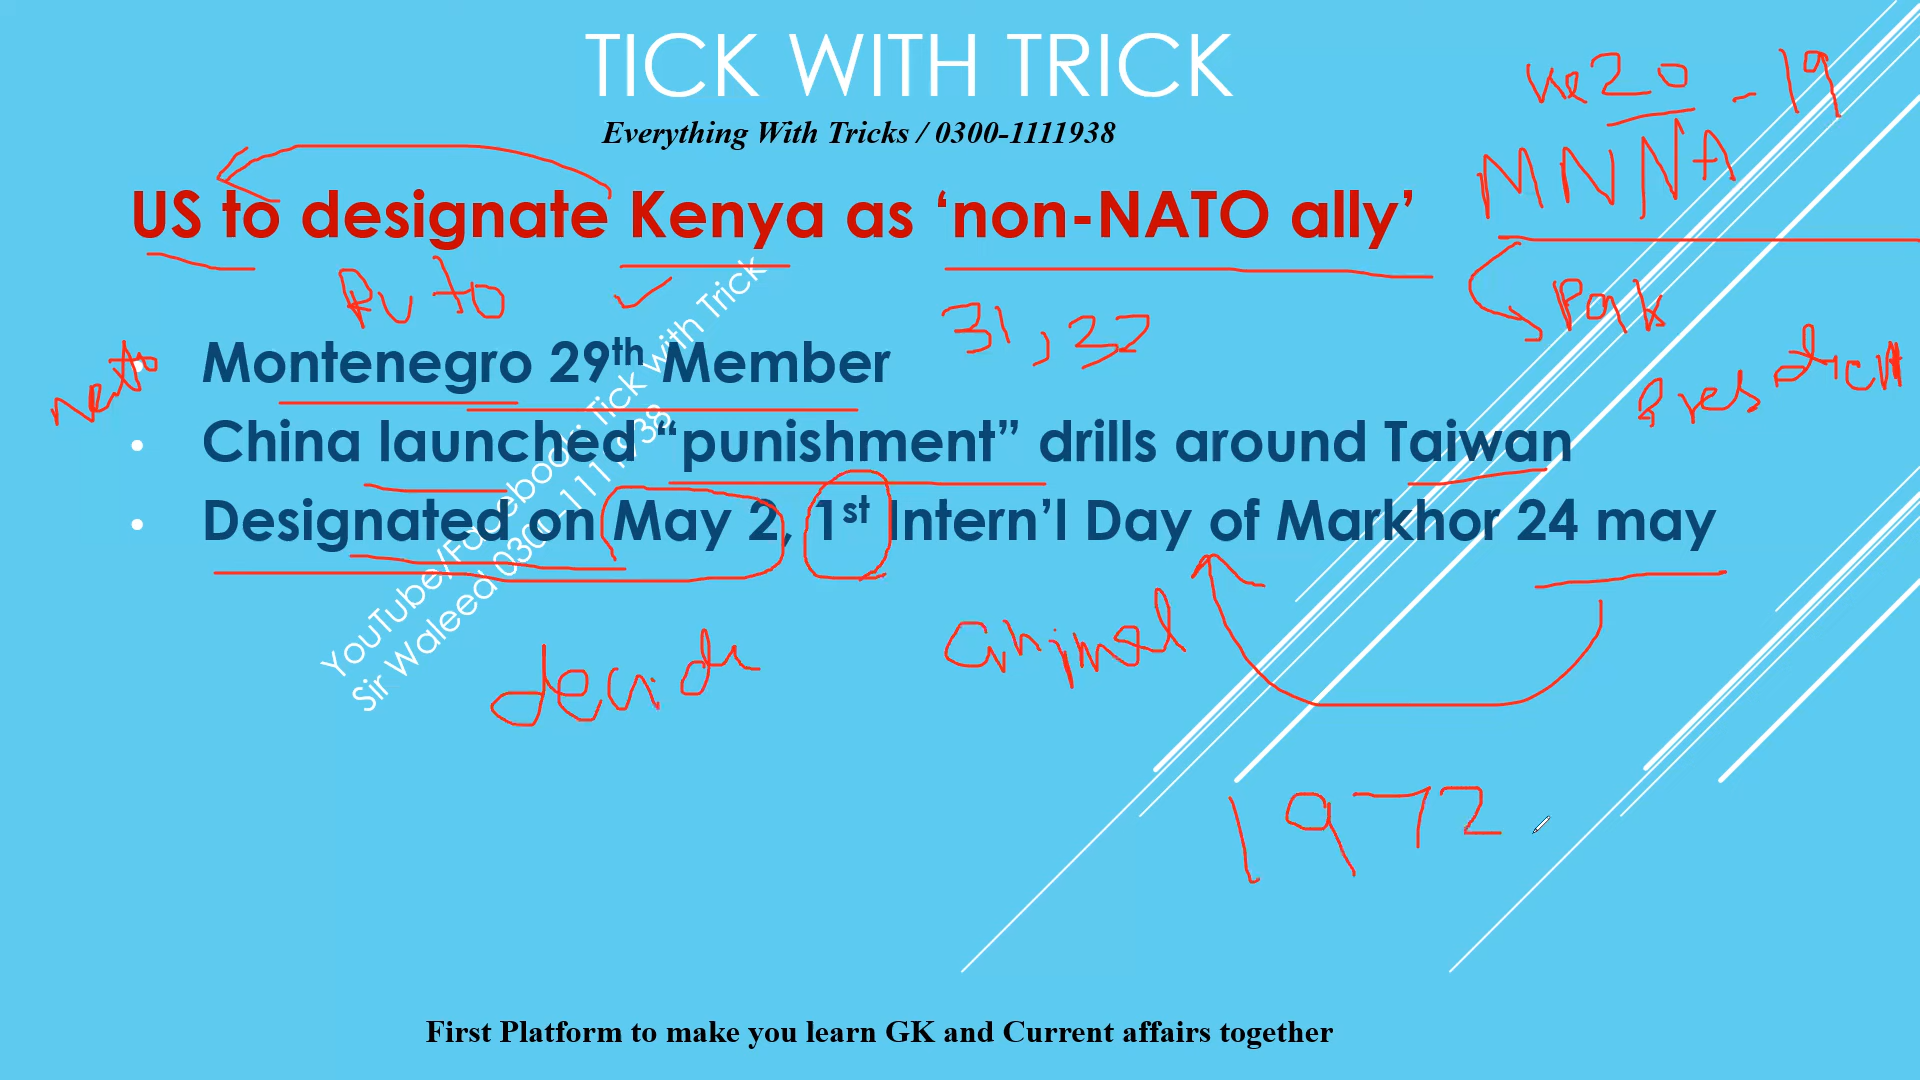 TICK WITH TRICK
Everything With Tricks / 0300-1111938
20 - 19
MNNA
US to designate Kenya as ‘non-NATO ally’
Ruto
31, 32
Pak
Montenegro 29th Member
China launched “punishment” drills around Taiwan
Designated on May 2, 1st Intern’l Day of Markhor 24 may
YouTube/Facebook: Tick with Trick
Sir Waleed 0300-1111938
Animal
1972
First Platform to make you learn GK and Current affairs together